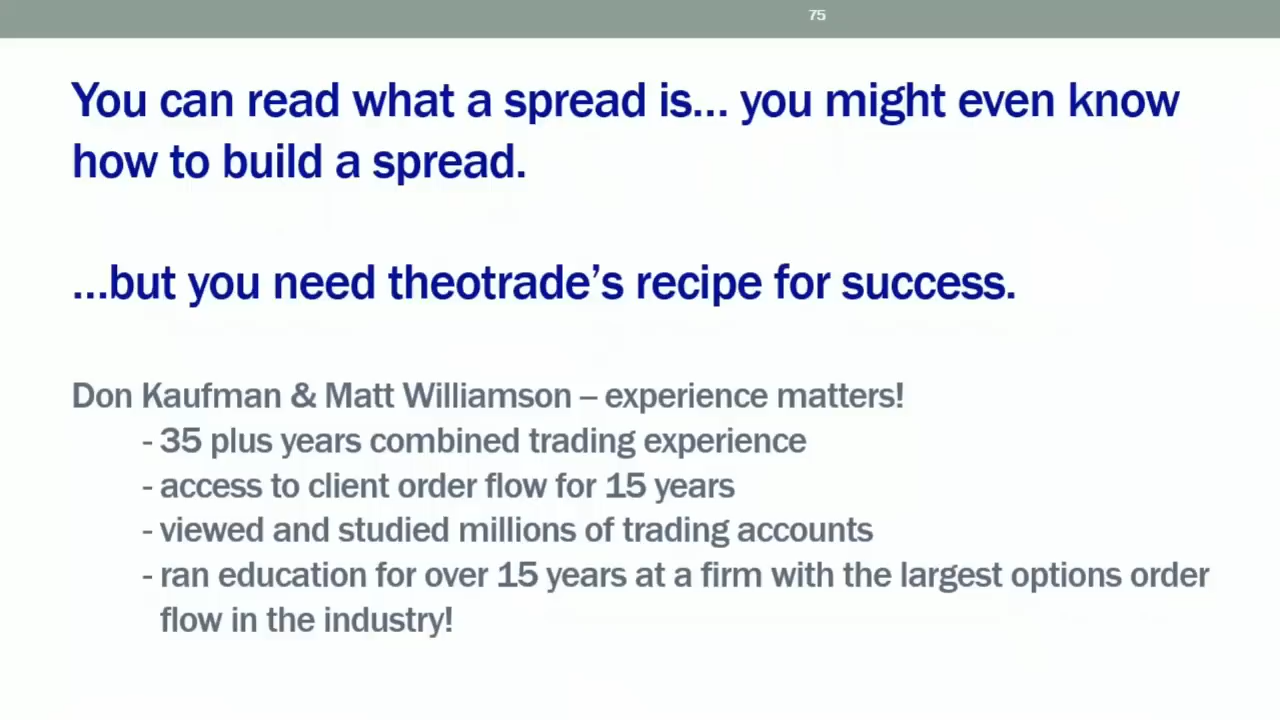 75
You can read what a spread is... you might even know
how to build a spread.
...but you need theotrade’s recipe for success.
Don Kaufman & Matt Williamson – experience matters!
- 35 plus years combined trading experience
- access to client order flow for 15 years
- viewed and studied millions of trading accounts
- ran education for over 15 years at a firm with the largest options order
flow in the industry!